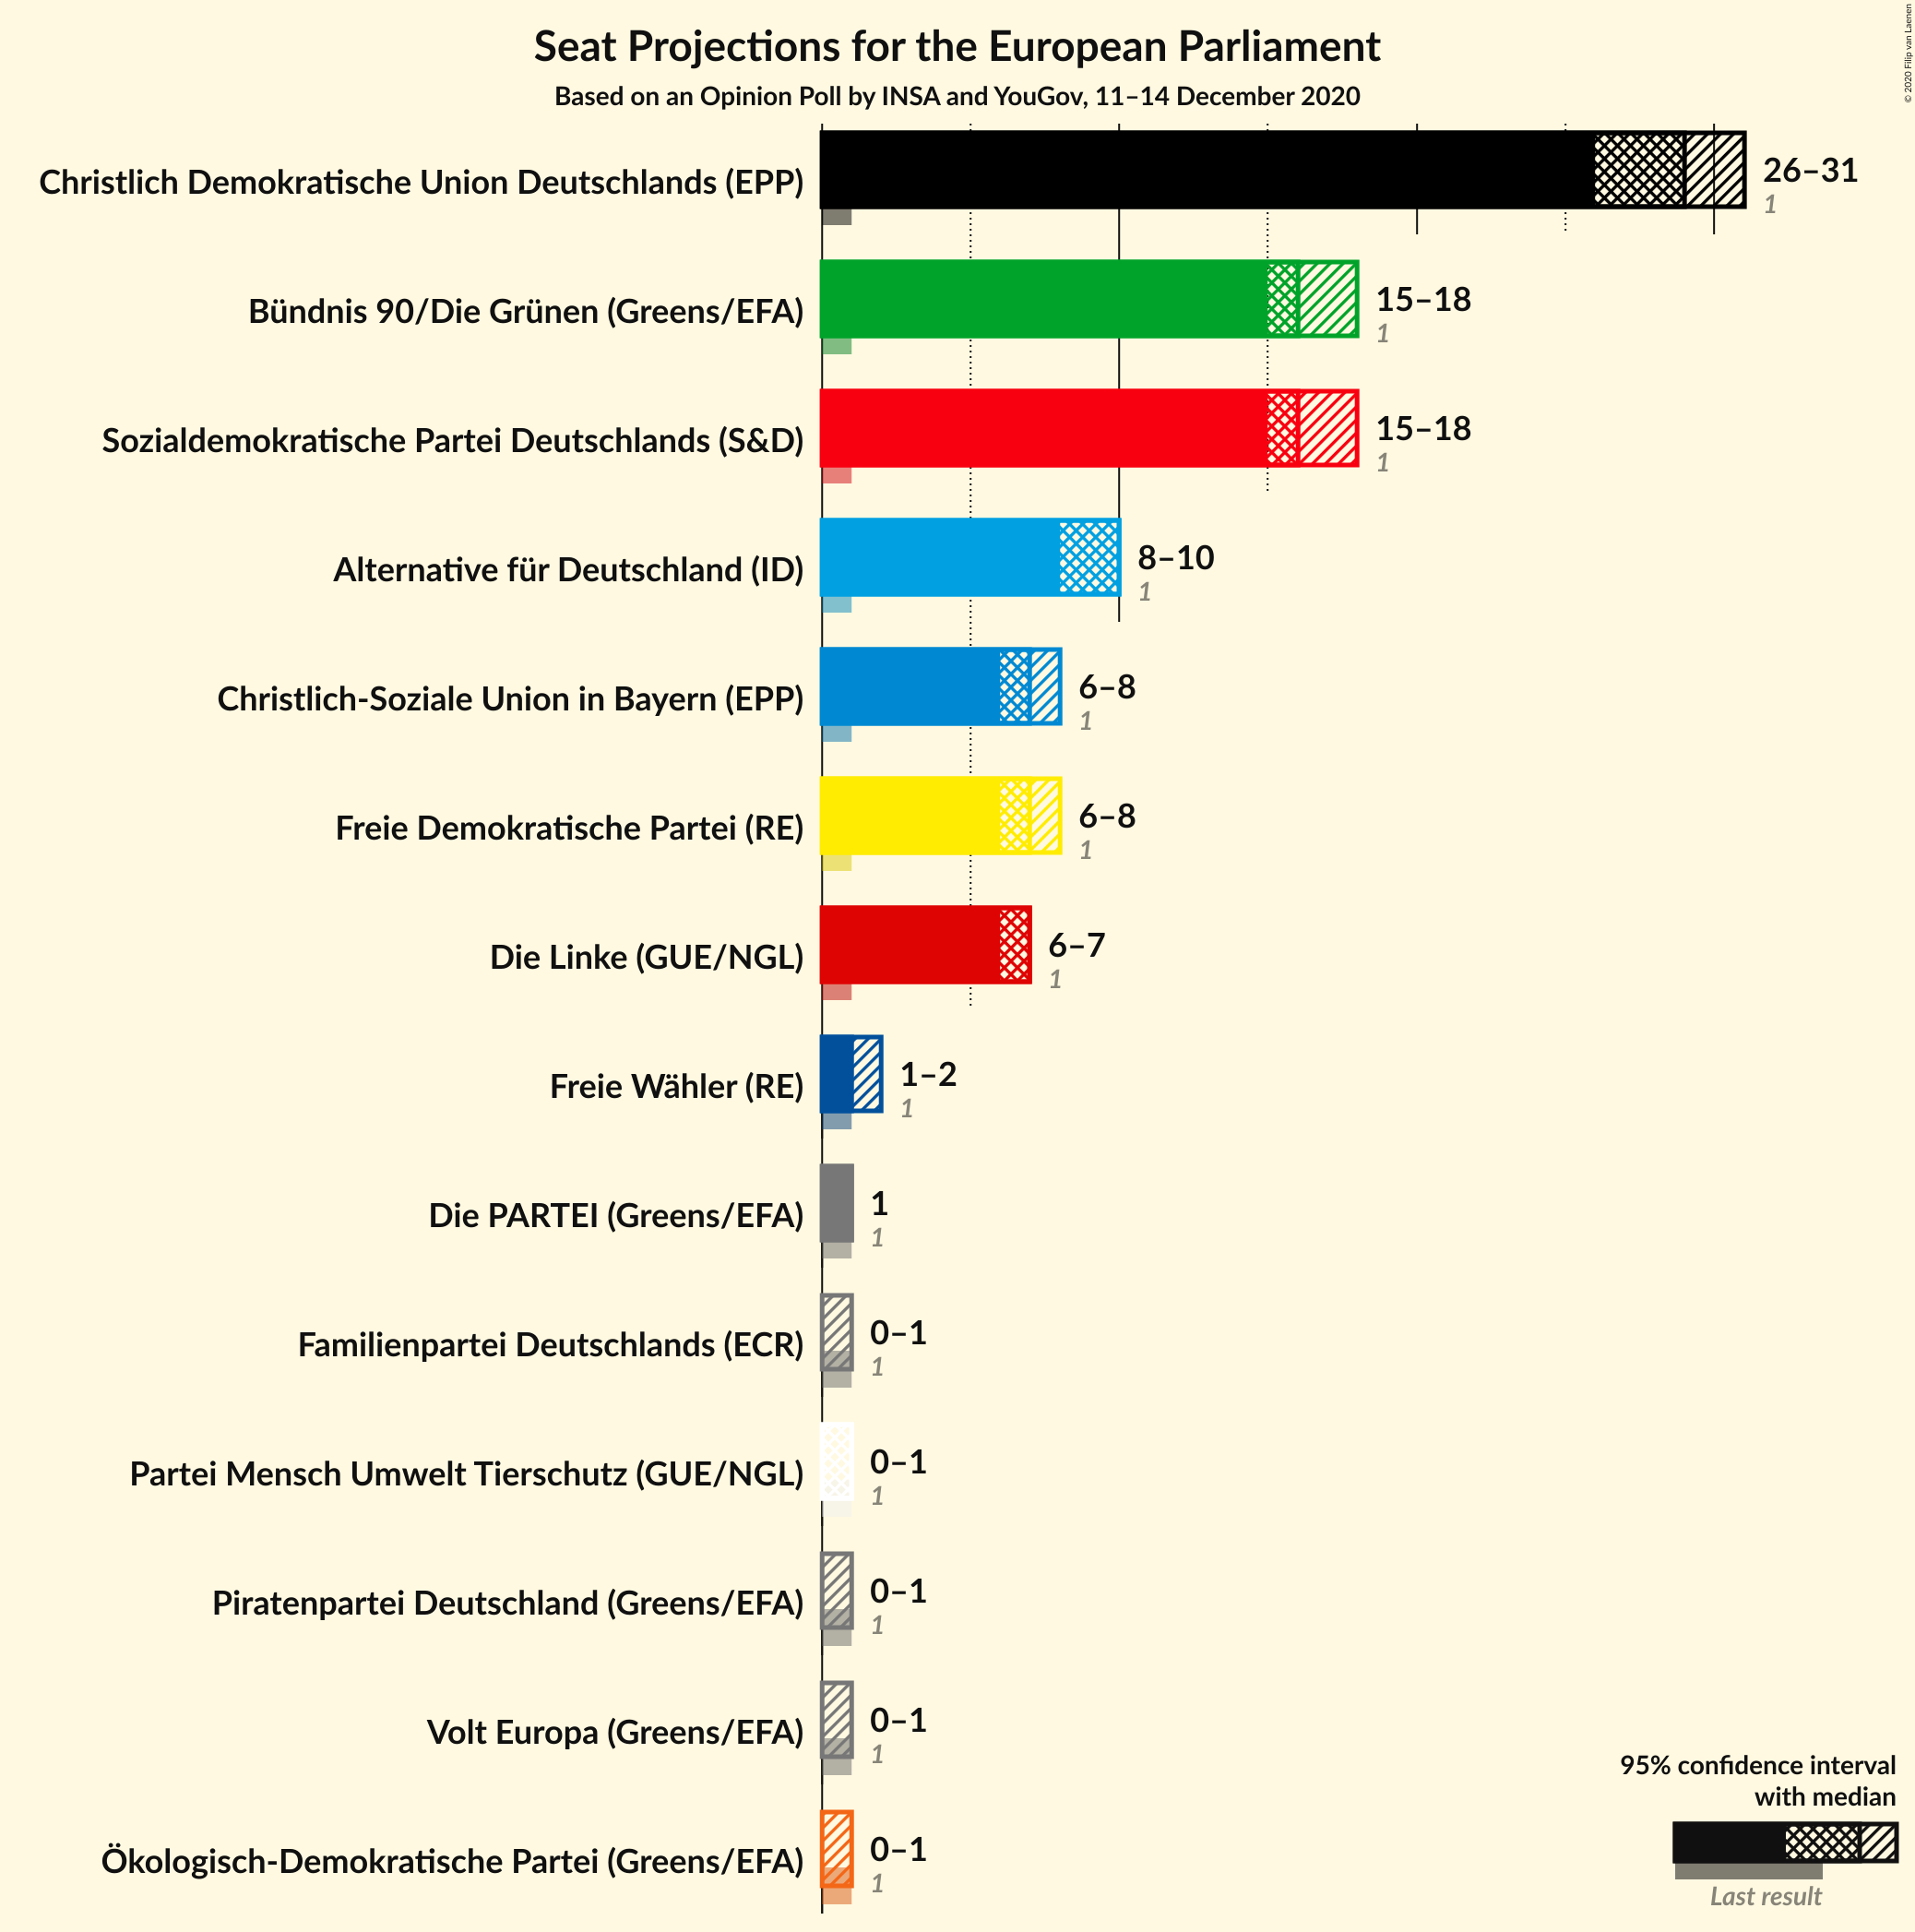 Seat Projections for the European Parliament
Based on an Opinion Poll by INSA and YouGov, 11–14 December 2020
© 2020 Filip van Laenen
Christlich Demokratische Union Deutschlands (EPP)
26–31
1
Bündnis 90/Die Grünen (Greens/EFA)
15–18
1
Sozialdemokratische Partei Deutschlands (S&D)
15–18
1
Alternative für Deutschland (ID)
8–10
1
Christlich-Soziale Union in Bayern (EPP)
6–8
1
Freie Demokratische Partei (RE)
6–8
1
Die Linke (GUE/NGL)
6–7
1
Freie Wähler (RE)
1–2
1
Die PARTEI (Greens/EFA)
1
1
Familienpartei Deutschlands (ECR)
0–1
1
Partei Mensch Umwelt Tierschutz (GUE/NGL)
0–1
1
Piratenpartei Deutschland (Greens/EFA)
0–1
1
Volt Europa (Greens/EFA)
0–1
1
Ökologisch-Demokratische Partei (Greens/EFA)
0–1
1
95% confidence interval
with median
Last result